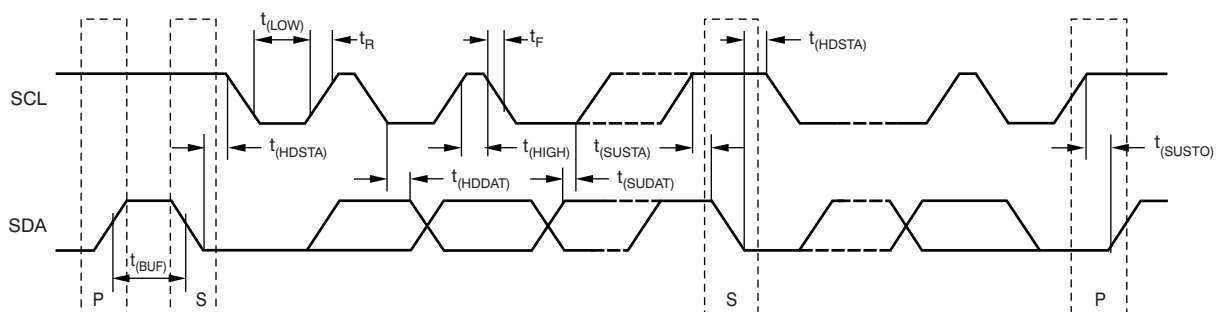 t(LOW)
tR
tF
t(HDSTA)
SCL
t(HDSTA)
t(HIGH)
t(SUSTA)
t(SUSTO)
t(HDDAT)
t(SUDAT)
SDA
t(BUF)
P
S
S
P